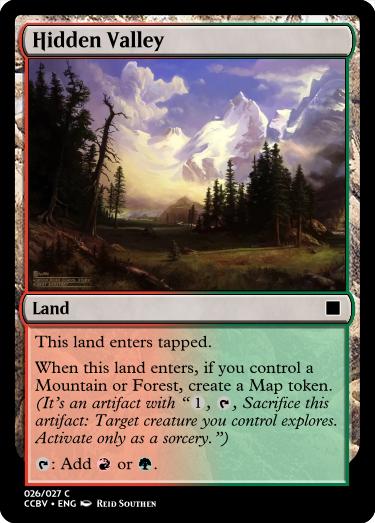 Hidden Valley
Land
This land enters tapped.
When this land enters, if you control a
Mountain or Forest, create a Map token.
(It's an artifact with “1, T, Sacrifice this
artifact: Target creature you control explores.
Activate only as a sorcery.”)
T: Add R or G.
026/027 C
CCBV • ENG Reid Southen